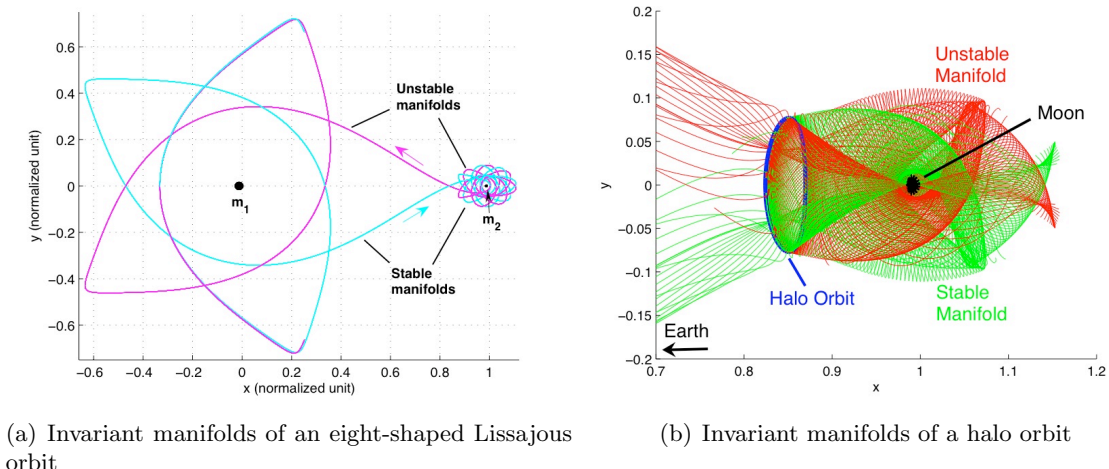 0.6
0.4
0.2
0
−0.2
−0.4
−0.6
y (normalized unit)
−0.6 −0.4 −0.2 0 0.2 0.4 0.6 0.8 1
x (normalized unit)
Unstable
manifolds
m1
m2
Stable
manifolds
(a) Invariant manifolds of an eight-shaped Lissajous
orbit
0.2
0.15
0.1
0.05
0
−0.05
−0.1
−0.15
−0.2
y
0.7 0.8 0.9 1 1.1 1.2
x
Unstable
Manifold
Moon
Halo Orbit
Stable
Manifold
Earth
(b) Invariant manifolds of a halo orbit